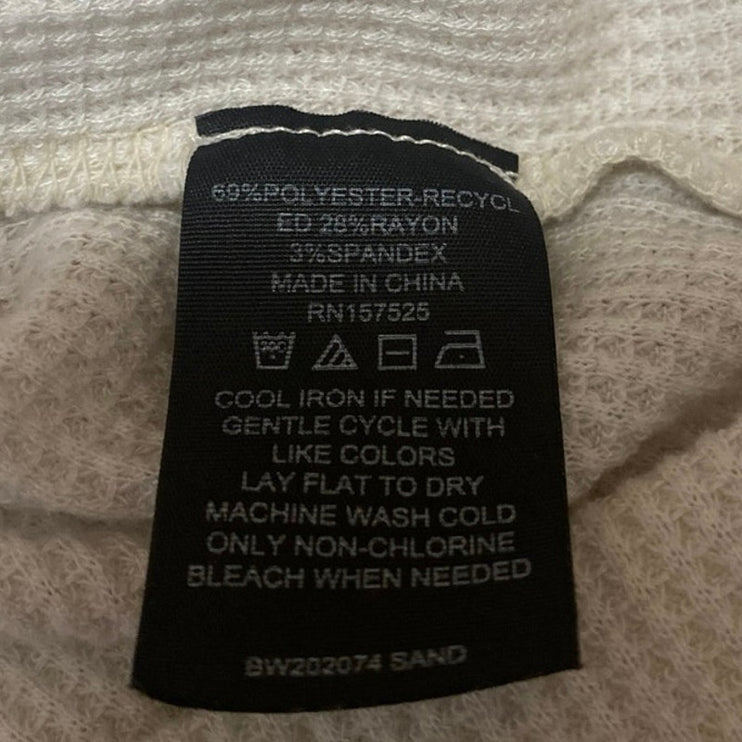 69%POLYESTER-RECYCL
ED 28%RAYON
3%SPANDEX
MADE IN CHINA
RN157525
COOL IRON IF NEEDED
GENTLE CYCLE WITH
LIKE COLORS
LAY FLAT TO DRY
MACHINE WASH COLD
ONLY NON-CHLORINE
BLEACH WHEN NEEDED
BW202074 SAND